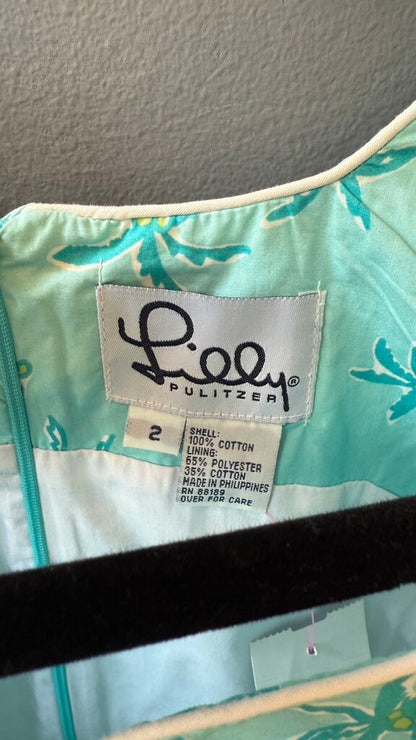 Lilly®
PULITZER
2
SHELL:
100% COTTON
LINING:
65% POLYESTER
35% COTTON
MADE IN PHILIPPINES
RN 88189
OVER FOR CARE